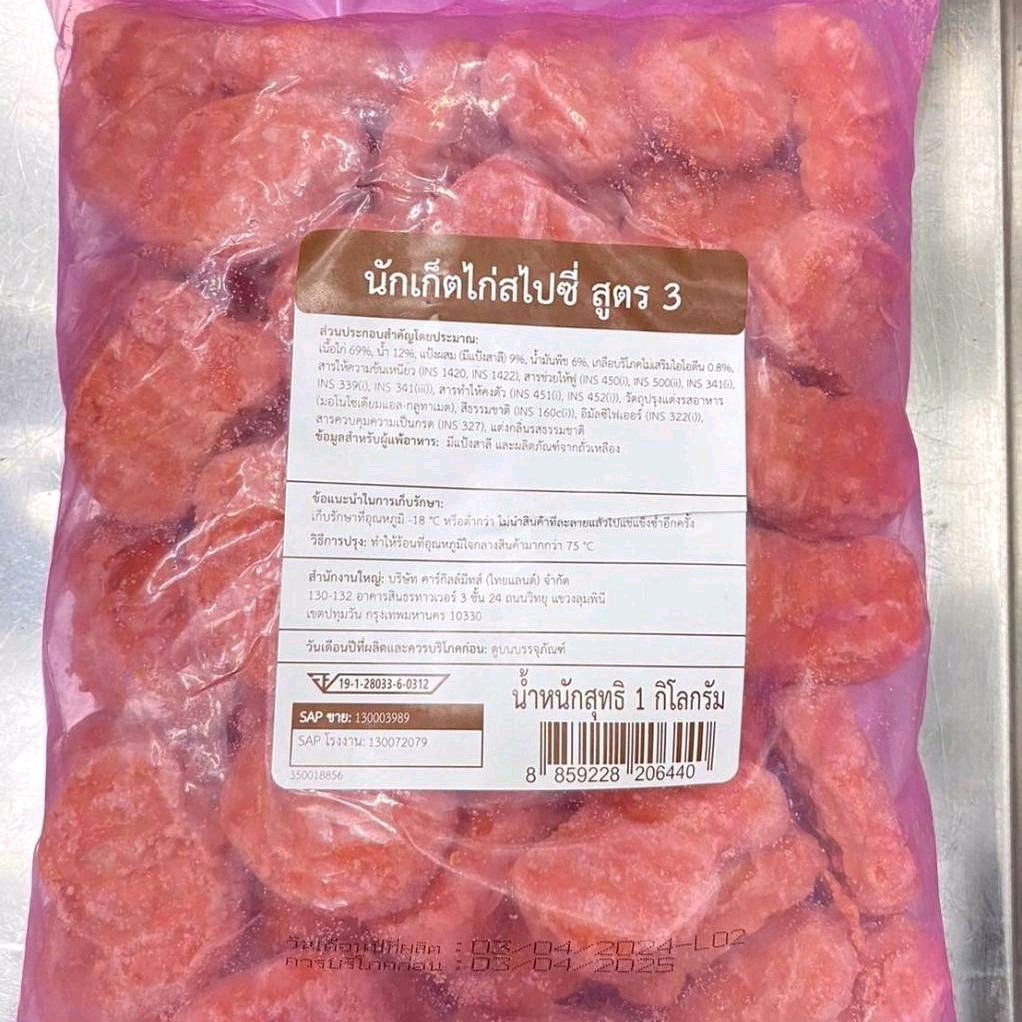 นักเก็ตไก่สไปซี่ สูตร 3
ส่วนประกอบสำคัญโดยประมาณ:
เนื้อไก่ 69%, น้ำ 12%, แป้งผสม (มีแป้งสาลี) 9%, น้ำมันพืช 6%, เกลือบริโภคไม่เสริมไอโอดีน 0.8%,
สารให้ความข้นเหนียว (INS 1420, INS 1422), สารช่วยให้ฟู (INS 450(i), INS 500(ii), INS 341(i),
INS 339(i), INS 341(iii)), สารทำให้คงตัว (INS 451(i), INS 452(i)), วัตถุปรุงแต่งรสอาหาร
(มอโนโซเดียมแอล-กลูทาเมต), สีธรรมชาติ (INS 160c(i)), อิมัลซิไฟเออร์ (INS 322(i)),
สารควบคุมความเป็นกรด (INS 327), แต่งกลิ่นรสธรรมชาติ
ข้อมูลสำหรับผู้แพ้อาหาร: มีแป้งสาลี และผลิตภัณฑ์จากถั่วเหลือง
ข้อแนะนำในการเก็บรักษา:
เก็บรักษาที่อุณหภูมิ -18 °C หรือต่ำกว่า ไม่นำสินค้าที่ละลายแล้วไปแช่แข็งซ้ำอีกครั้ง
วิธีการปรุง: ทำให้ร้อนที่อุณหภูมิใจกลางสินค้ามากกว่า 75 °C
สำนักงานใหญ่: บริษัท คาร์กิลล์มีทส์ (ไทยแลนด์) จำกัด
130-132 อาคารสินธรทาวเวอร์ 3 ชั้น 24 ถนนวิทยุ แขวงลุมพินี
เขตปทุมวัน กรุงเทพมหานคร 10330
วันเดือนปีที่ผลิตและควรบริโภคก่อน: ดูบนบรรจุภัณฑ์
19-1-28033-6-0312
น้ำหนักสุทธิ 1 กิโลกรัม
SAP ขาย: 130003989
SAP โรงงาน: 130072079
350018856
8 859228 206440
วันเดือนปีที่ผลิต : 03/04/2024-L02
ควรบริโภคก่อน : 03/04/2025